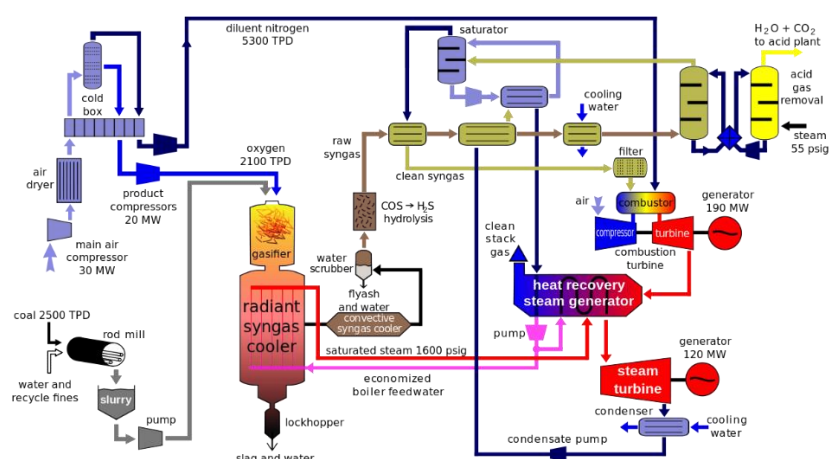 diluent nitrogen
5300 TPD
saturator
H₂O + CO₂
to acid plant
cold
box
cooling
water
acid
gas
removal
steam
55 psig
raw
syngas
clean syngas
filter
oxygen
2100 TPD
air
dryer
product
compressors
20 MW
main air
compressor
30 MW
COS → H₂S
hydrolysis
gasifier
water
scrubber
flyash
and water
convective
syngas cooler
air
combustor
compressor
turbine
combustion
turbine
generator
190 MW
clean
stack
gas
heat recovery
steam generator
radiant
syngas
cooler
pump
saturated steam 1600 psig
economized
boiler feedwater
coal 2500 TPD
rod mill
water and
recycle fines
slurry
pump
lockhopper
slag and water
generator
120 MW
steam
turbine
condenser
cooling
water
condensate pump